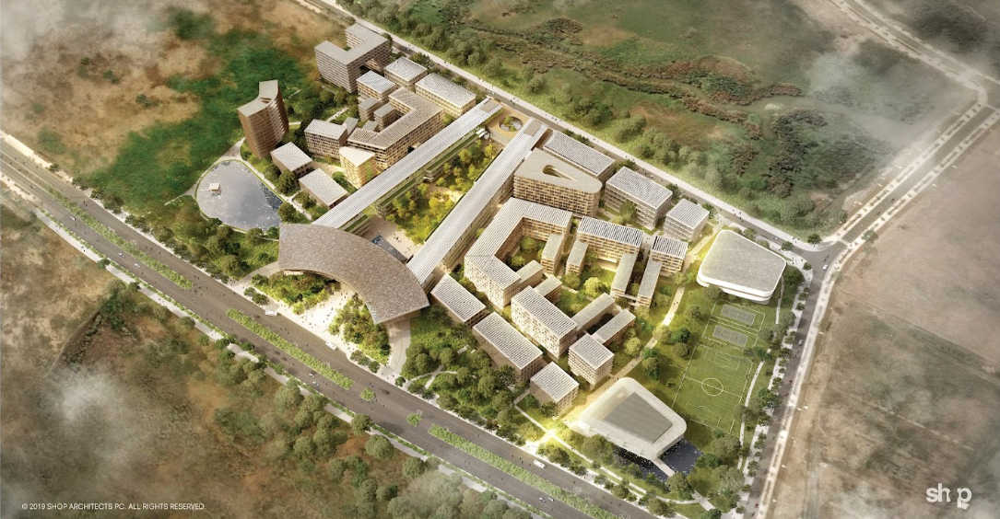 © 2019 SHOP ARCHITECTS PC. ALL RIGHTS RESERVED.
shop